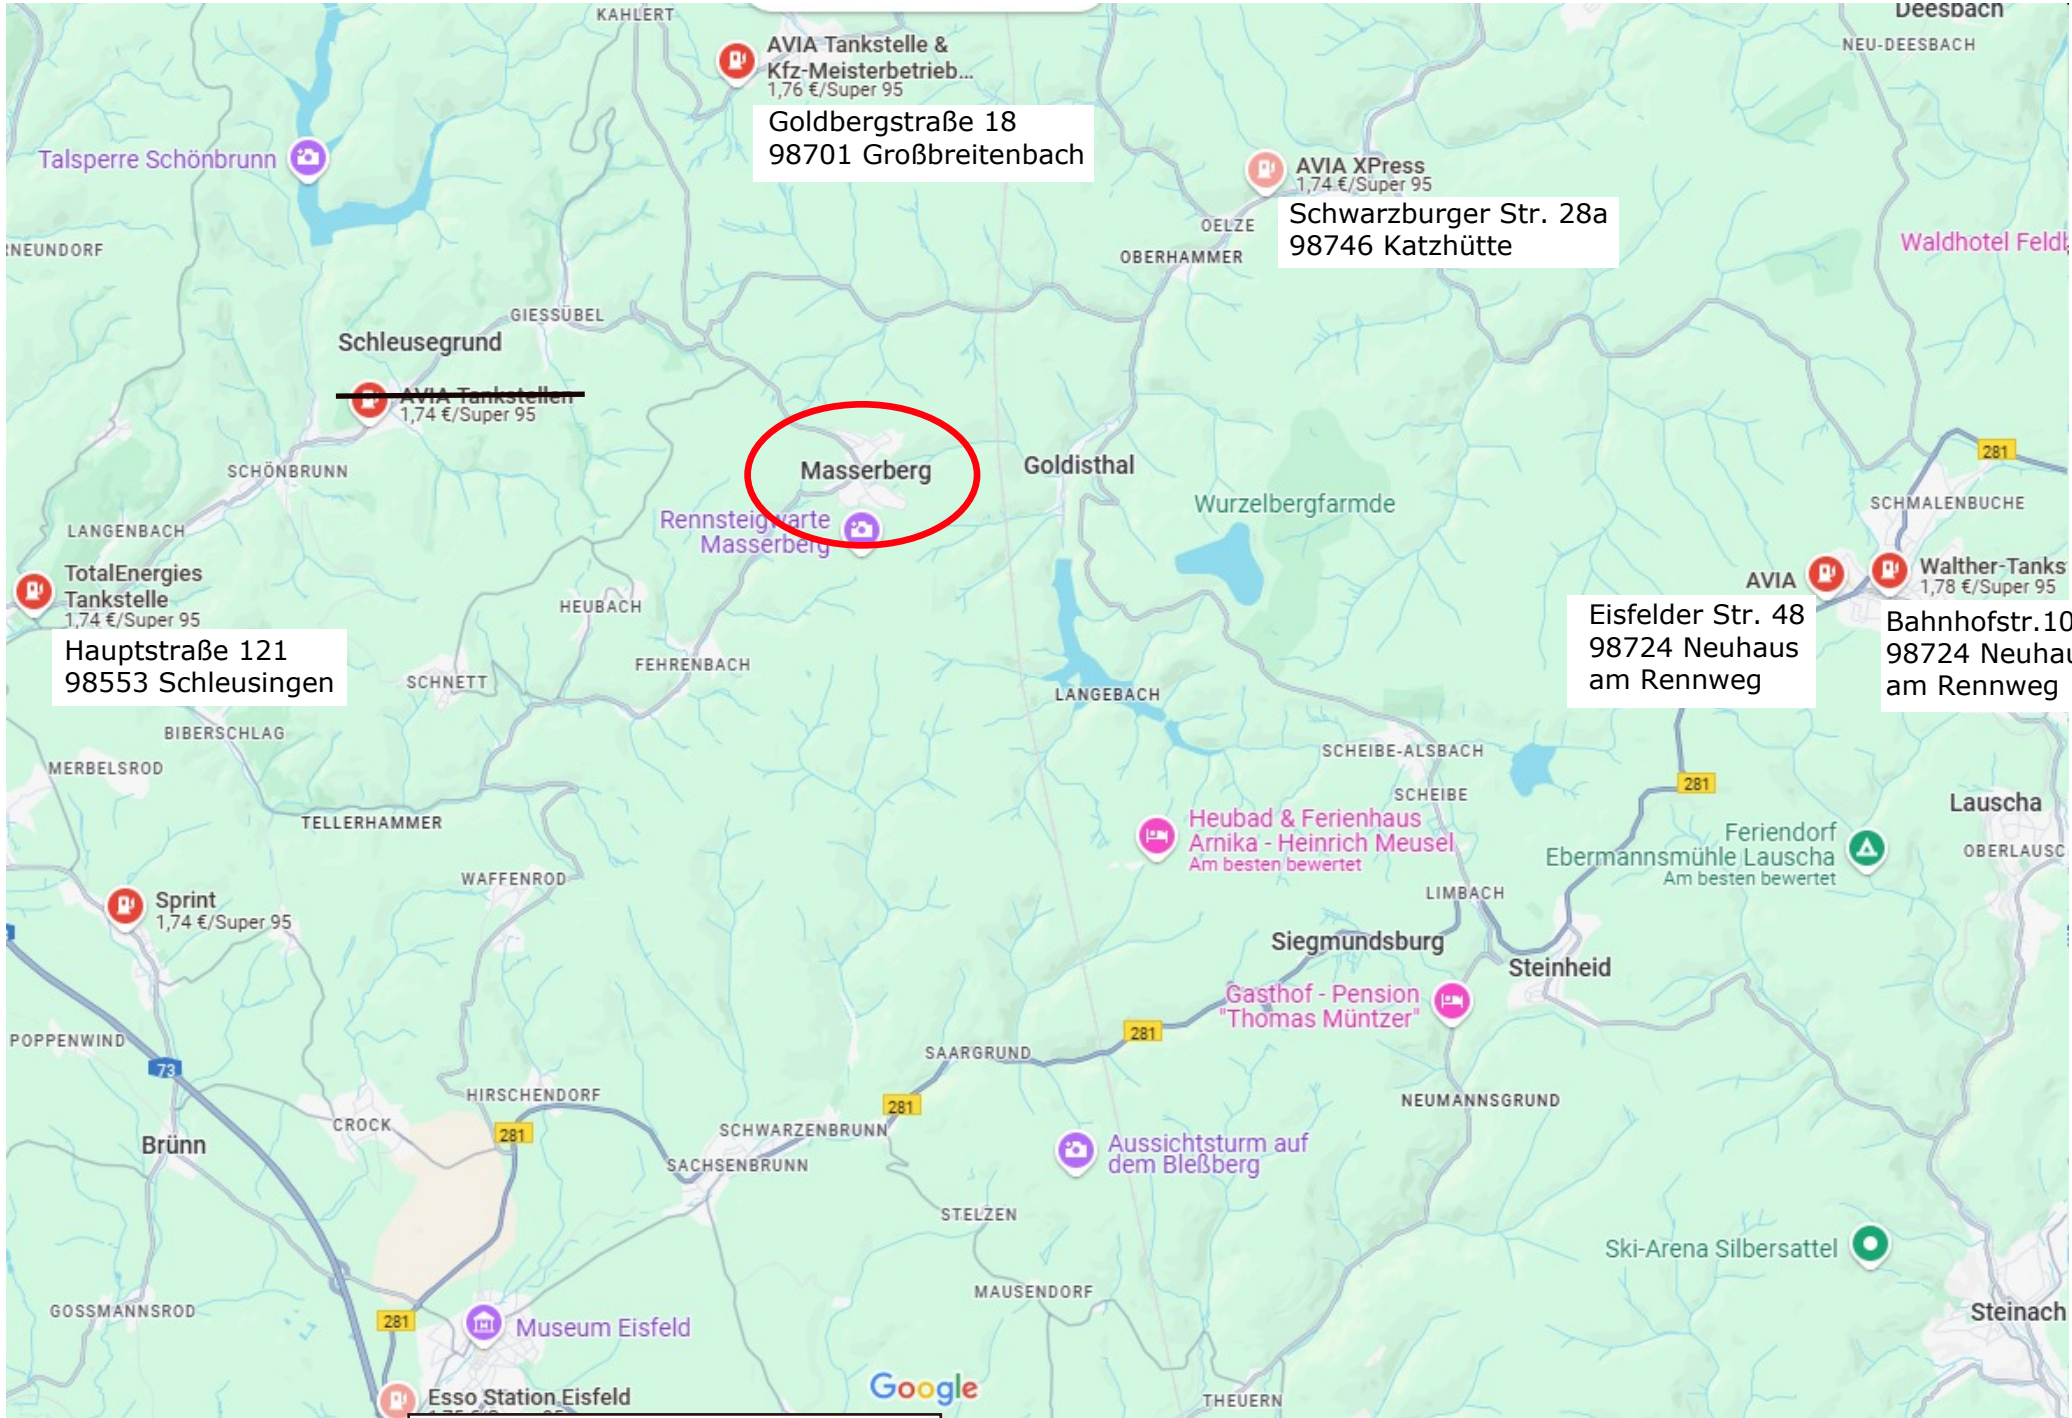 KAHLERT
Deesbach
NEU-DEESBACH
AVIA Tankstelle &
Kfz-Meisterbetrieb...
1,76 €/Super 95
Goldbergstraße 18
98701 Großbreitenbach
Talsperre Schönbrunn
AVIA XPress
1,74 €/Super 95
Schwarzburger Str. 28a
98746 Katzhütte
OELZE
OBERHAMMER
RNEUNDORF
Waldhotel Feldb
GIESSÜBEL
Schleusegrund
AVIA Tankstellen
1,74 €/Super 95
SCHÖNBRUNN
Masserberg
Goldisthal
281
Wurzelbergfarmde
SCHMALENBUCHE
Rennsteigwarte
Masserberg
LANGENBACH
TotalEnergies
Tankstelle
1,74 €/Super 95
Hauptstraße 121
98553 Schleusingen
HEUBACH
AVIA
Walther-Tanks
1,78 €/Super 95
Eisfelder Str. 48
98724 Neuhaus
am Rennweg
Bahnhofstr.10
98724 Neuhau
am Rennweg
FEHRENBACH
SCHNETT
LANGEBACH
BIBERSCHLAG
SCHEIBE-ALSBACH
MERBELSROD
281
SCHEIBE
Lauscha
TELLERHAMMER
Heubad & Ferienhaus
Arnika - Heinrich Meusel
Am besten bewertet
Feriendorf
Ebermannsmühle Lauscha
Am besten bewertet
OBERLAUSC
WAFFENROD
LIMBACH
Sprint
1,74 €/Super 95
Siegmundsburg
Steinheid
Gasthof - Pension
"Thomas Müntzer"
281
POPPENWIND
SAARGRUND
73
HIRSCHENDORF
281
NEUMANNSGRUND
CROCK
281
SCHWARZENBRUNN
Brünn
SACHSENBRUNN
Aussichtsturm auf
dem Bleßberg
STELZEN
Ski-Arena Silbersattel
MAUSENDORF
GOSSMANNSROD
281
Museum Eisfeld
Steinach
Google
Esso Station Eisfeld
THEUERN